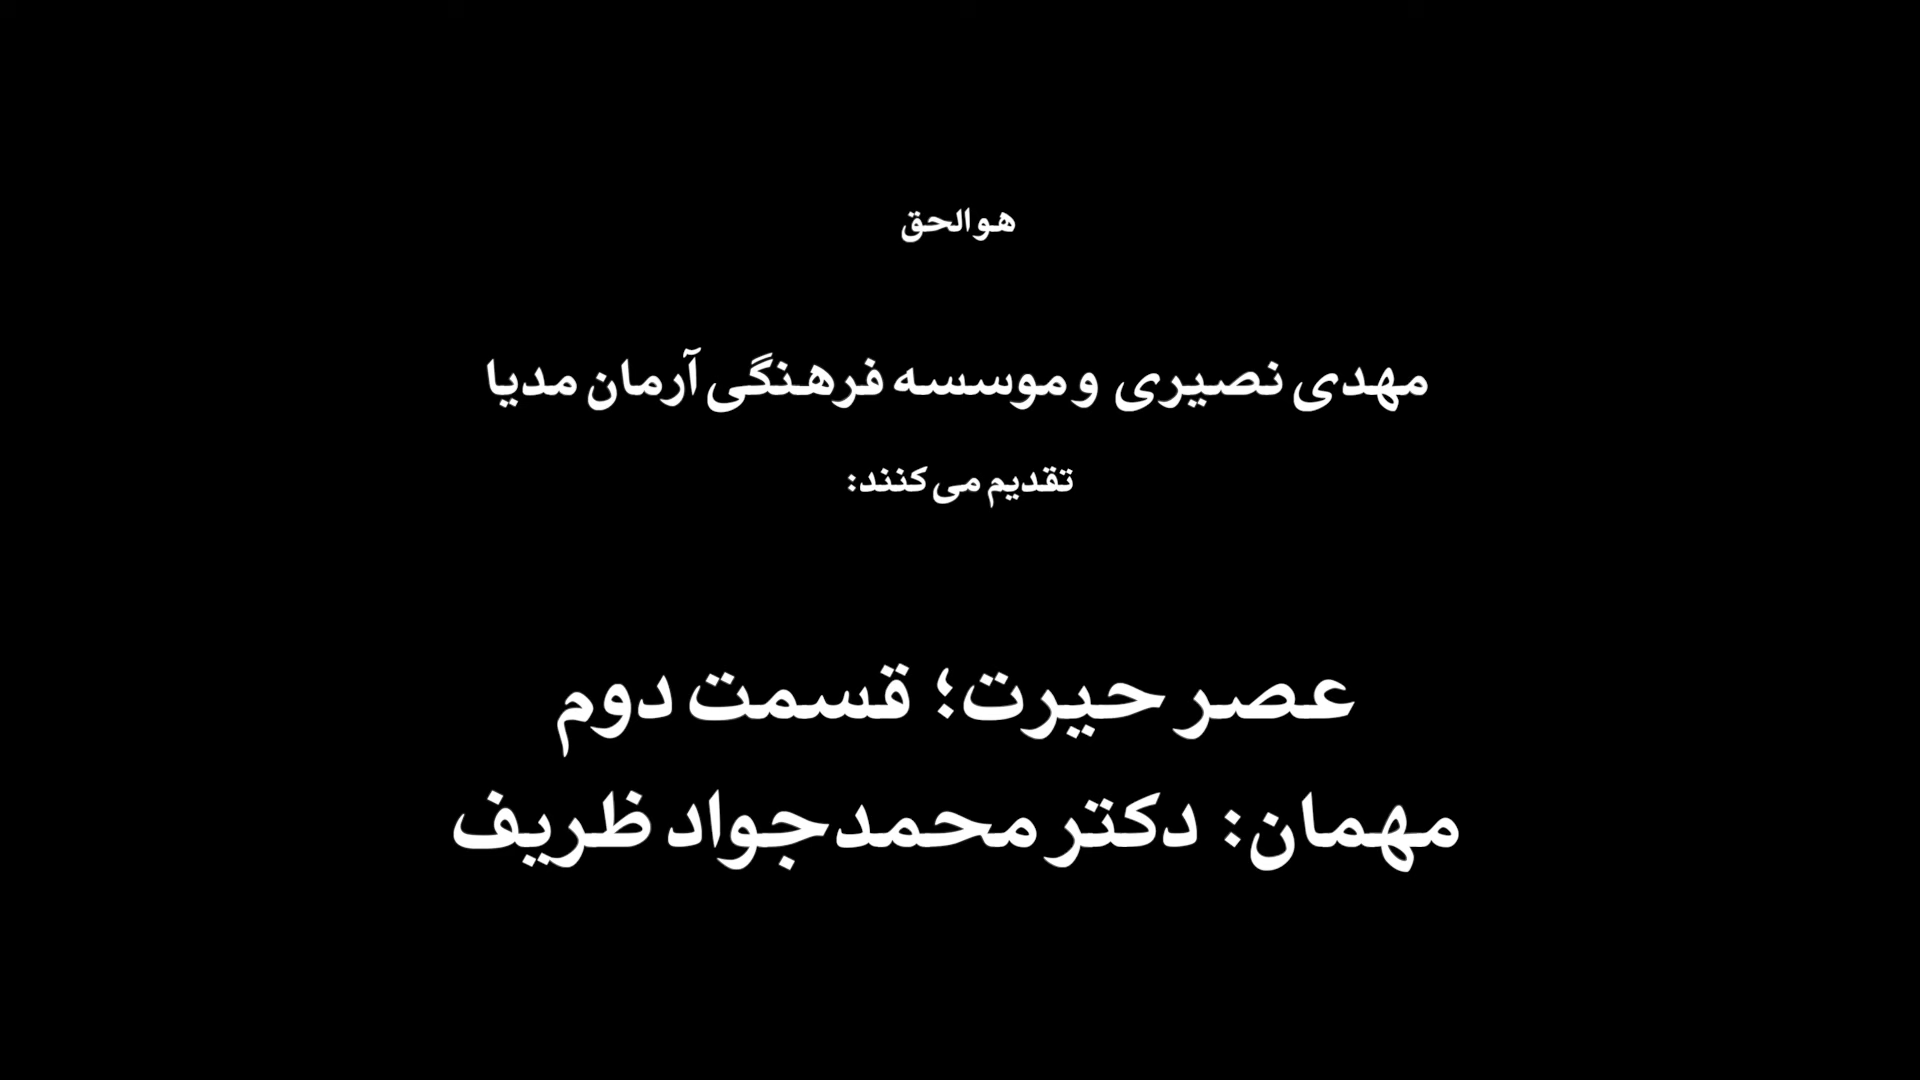 هوالحق
مهدی نصیری و موسسه فرهنگی آرمان مدیا
تقدیم می‌کنند:
عصر حیرت؛ قسمت دوم
مهمان: دکتر محمدجواد ظریف